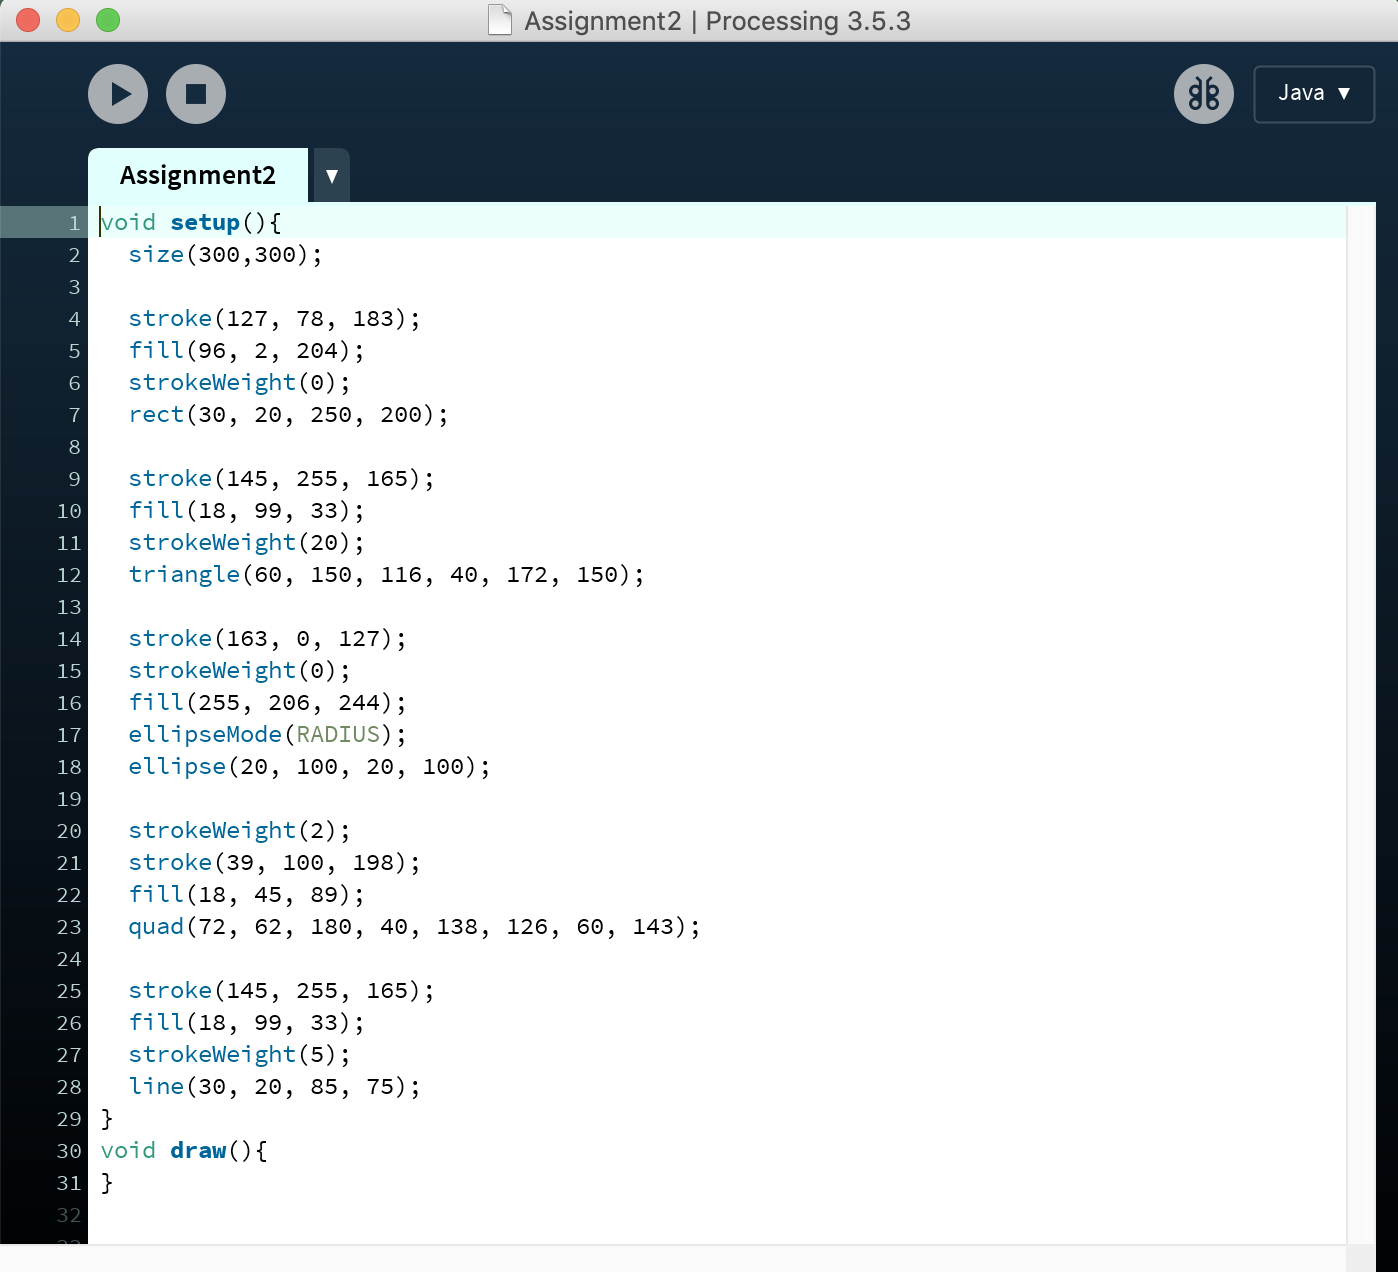 Assignment2 | Processing 3.5.3
Java ▼
Assignment2 ▼
1 void setup(){
2   size(300,300);
3
4   stroke(127, 78, 183);
5   fill(96, 2, 204);
6   strokeWeight(0);
7   rect(30, 20, 250, 200);
8
9   stroke(145, 255, 165);
10   fill(18, 99, 33);
11   strokeWeight(20);
12   triangle(60, 150, 116, 40, 172, 150);
13
14   stroke(163, 0, 127);
15   strokeWeight(0);
16   fill(255, 206, 244);
17   ellipseMode(RADIUS);
18   ellipse(20, 100, 20, 100);
19
20   strokeWeight(2);
21   stroke(39, 100, 198);
22   fill(18, 45, 89);
23   quad(72, 62, 180, 40, 138, 126, 60, 143);
24
25   stroke(145, 255, 165);
26   fill(18, 99, 33);
27   strokeWeight(5);
28   line(30, 20, 85, 75);
29 }
30 void draw(){
31 }
32